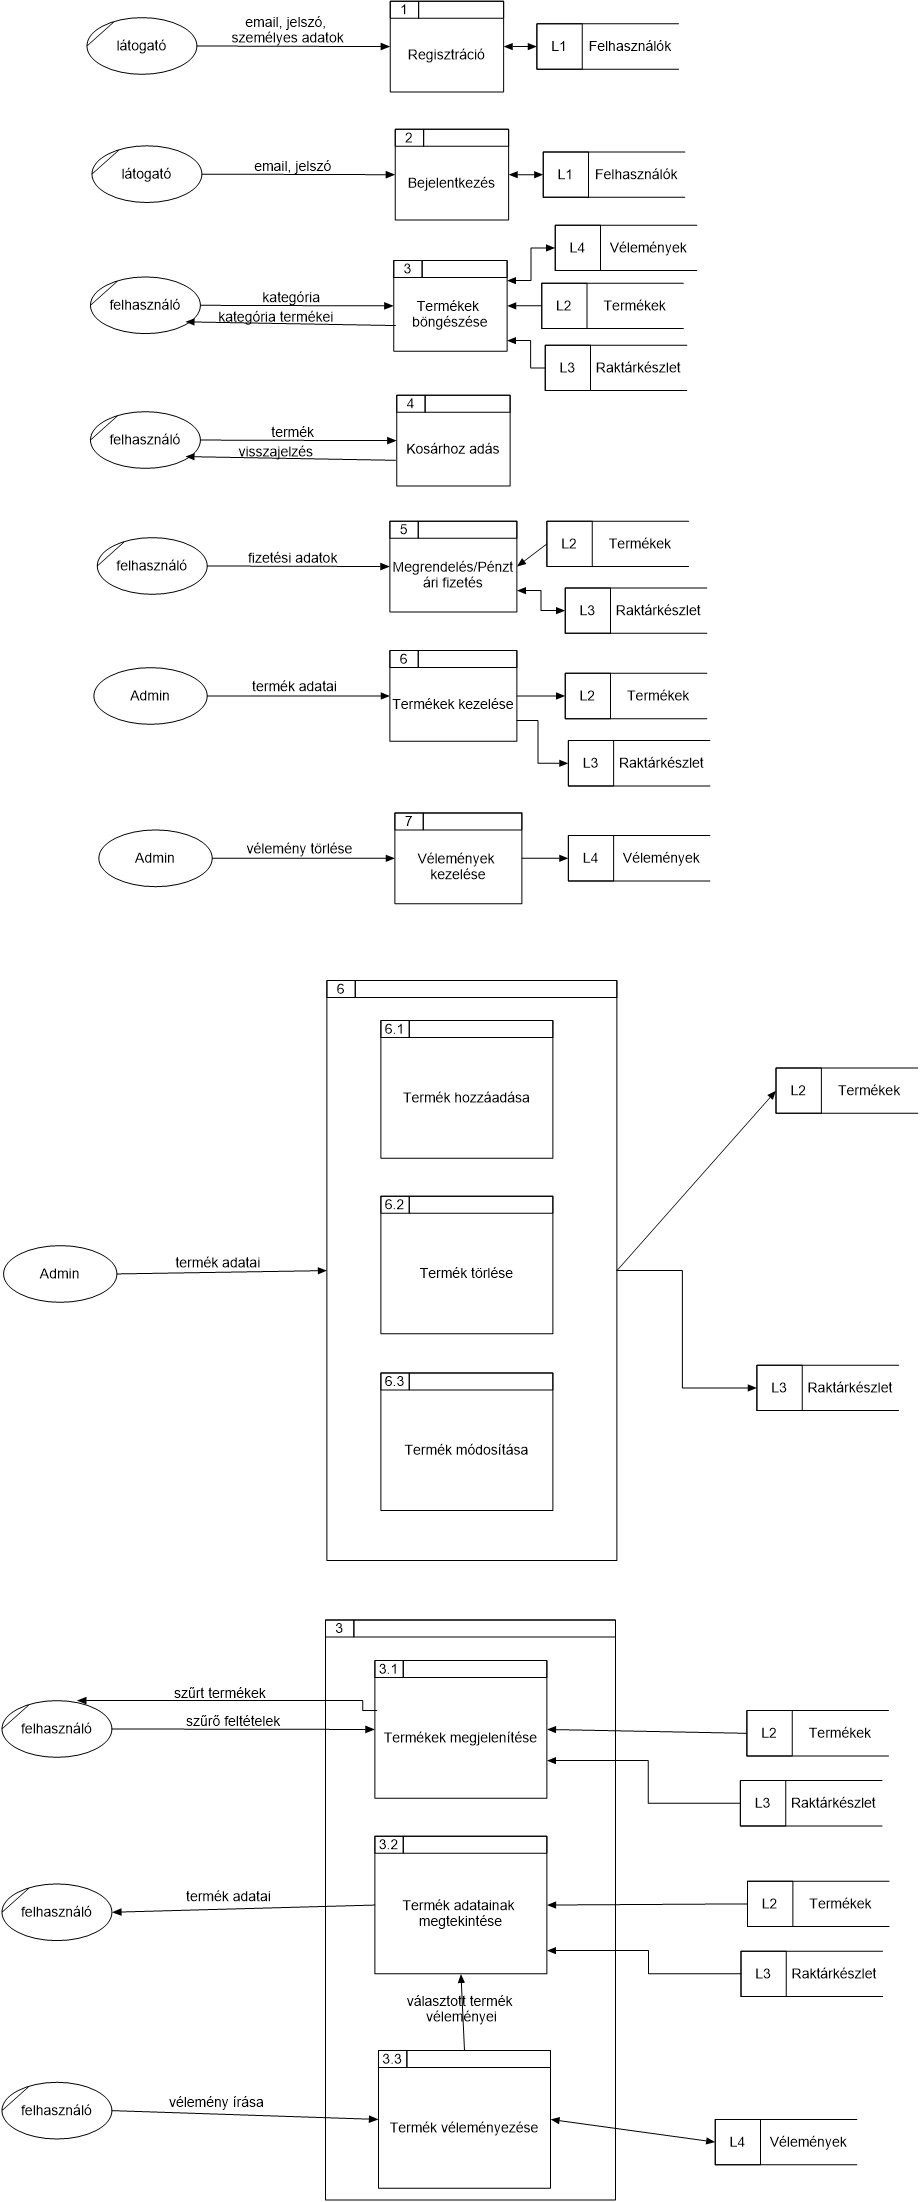 email, jelszó,
személyes adatok
látogató
1
Regisztráció
L1
Felhasználók
látogató
email, jelszó
2
Bejelentkezés
L1
Felhasználók
felhasználó
kategória
kategória termékei
3
Termékek
böngészése
L4
Vélemények
L2
Termékek
L3
Raktárkészlet
felhasználó
termék
visszajelzés
4
Kosárhoz adás
felhasználó
fizetési adatok
5
Megrendelés/Pénzt
ári fizetés
L2
Termékek
L3
Raktárkészlet
Admin
termék adatai
6
Termékek kezelése
L2
Termékek
L3
Raktárkészlet
Admin
vélemény törlése
7
Vélemények
kezelése
L4
Vélemények
6
6.1
Termék hozzáadása
6.2
Termék törlése
6.3
Termék módosítása
Admin
termék adatai
L2
Termékek
L3
Raktárkészlet
3
3.1
Termékek megjelenítése
szűrt termékek
szűrő feltételek
felhasználó
L2
Termékek
L3
Raktárkészlet
3.2
Termék adatainak
megtekintése
termék adatai
felhasználó
L2
Termékek
L3
Raktárkészlet
választott termék
véleményei
3.3
Termék véleményezése
vélemény írása
felhasználó
L4
Vélemények